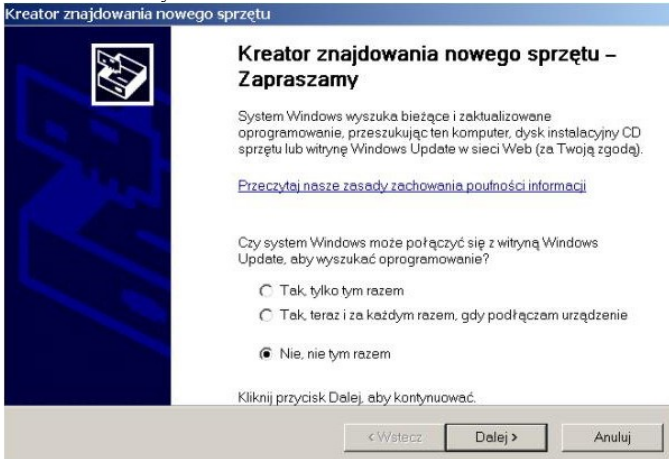 Kreator znajdowania nowego sprzętu
Kreator znajdowania nowego sprzętu –
Zapraszamy
System Windows wyszuka bieżące i zaktualizowane
oprogramowanie, przeszukując ten komputer, dysk instalacyjny CD
sprzętu lub witrynę Windows Update w sieci Web (za Twoją zgodą).
Przeczytaj nasze zasady zachowania poufności informacji
Czy system Windows może połączyć się z witryną Windows
Update, aby wyszukać oprogramowanie?
Tak, tylko tym razem
Tak, teraz i za każdym razem, gdy podłączam urządzenie
Nie, nie tym razem
Kliknij przycisk Dalej, aby kontynuować.
< Wstecz Dalej > Anuluj